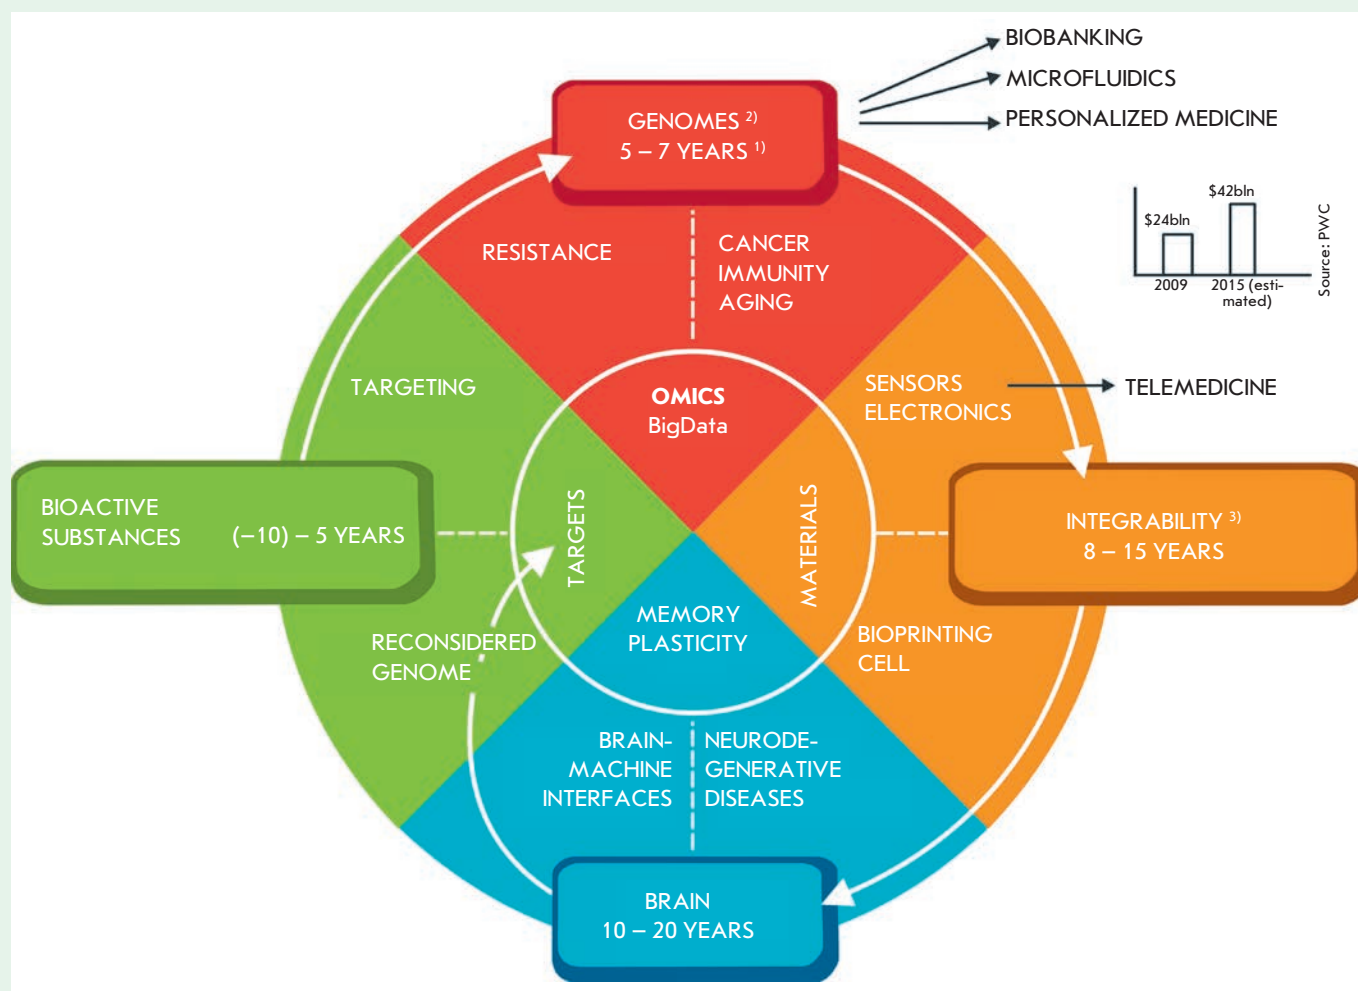 BIOBANKING
MICROFLUIDICS
PERSONALIZED MEDICINE
GENOMES 2)
5 – 7 YEARS 1)
$42bln
$24bln
2009
2015 (esti-
mated)
Source: PWC
RESISTANCE
CANCER
IMMUNITY
AGING
TARGETING
OMICS
BigData
SENSORS
ELECTRONICS
TELEMEDICINE
BIOACTIVE
SUBSTANCES
(–10) – 5 YEARS
TARGETS
MATERIALS
INTEGRABILITY 3)
8 – 15 YEARS
RECONSIDERED
GENOME
MEMORY
PLASTICITY
BIOPRINTING
CELL
BRAIN-
MACHINE
INTERFACES
NEURODE-
GENERATIVE
DISEASES
BRAIN
10 – 20 YEARS